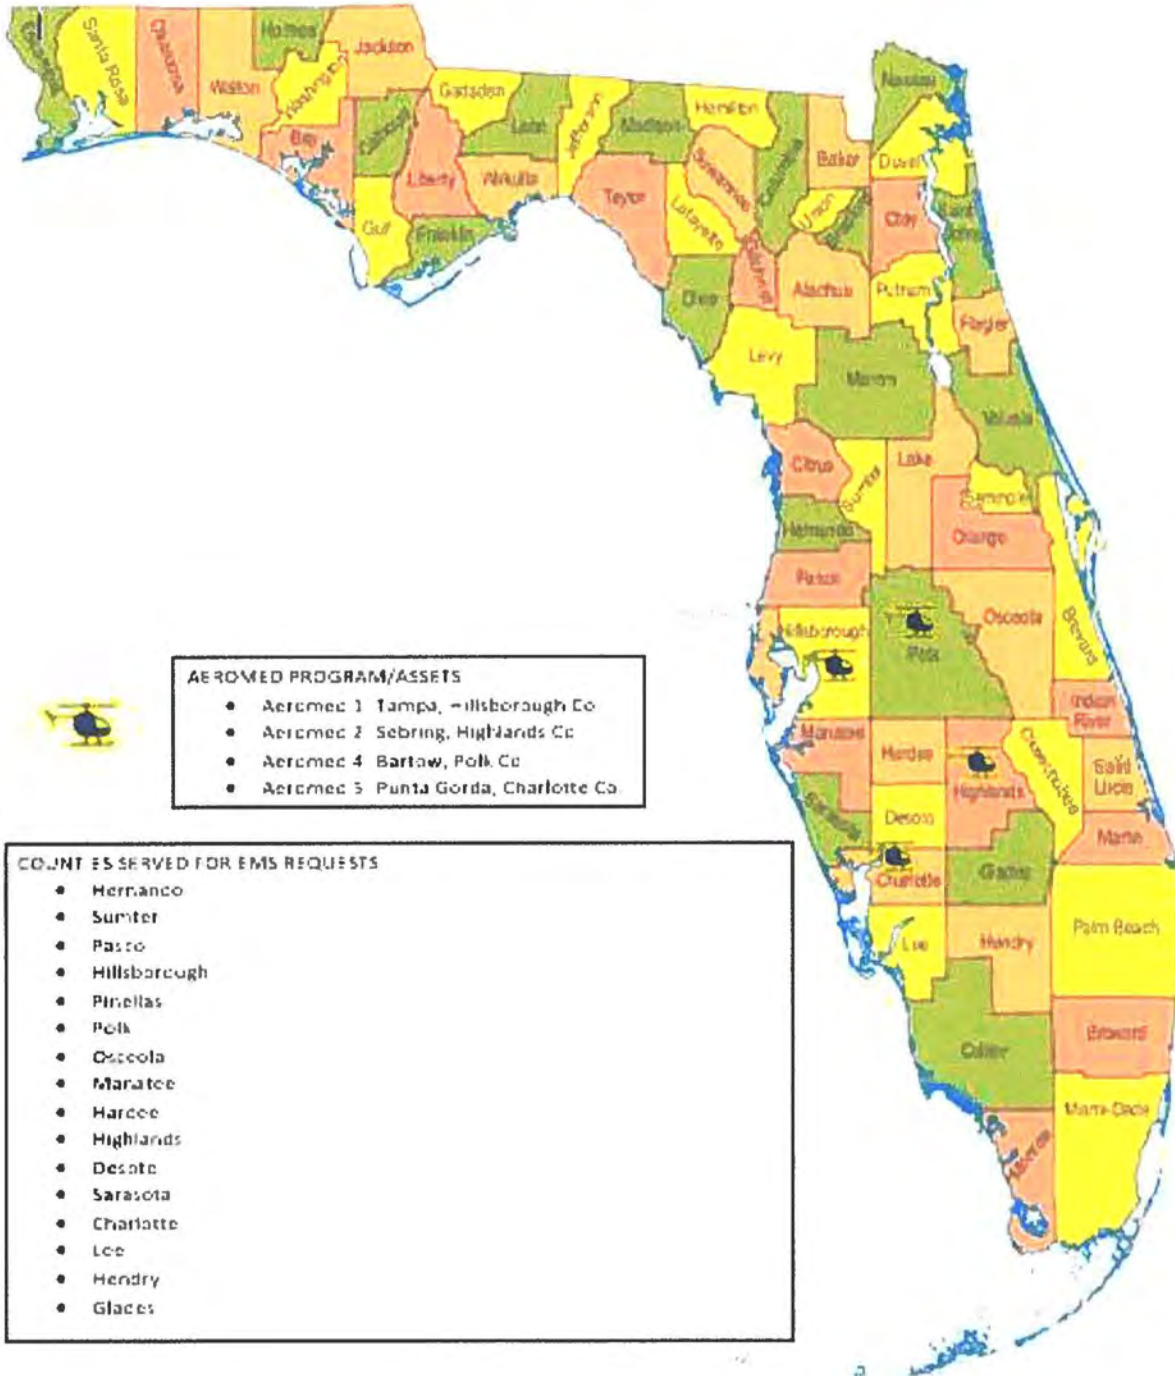 Santa Rosa
Okaloosa
Walton
Holmes
Washington
Jackson
Bay
Calhoun
Gulf
Liberty
Gadsden
Franklin
Leon
Wakulla
Jefferson
Madison
Taylor
Hamilton
Suwannee
Lafayette
Dixie
Columbia
Gilchrist
Baker
Union
Bradford
Alachua
Levy
Nassau
Duval
Clay
Putnam
Flagler
Marion
Volusia
Citrus
Sumter
Lake
Hernando
Seminole
Orange
Pasco
Hillsborough
Polk
Osceola
Brevard
Indian
River
Manatee
Hardee
Highlands
Okeechobee
Saint
Lucie
Sarasota
Desoto
Martin
Charlotte
Glades
Lee
Hendry
Palm Beach
Collier
Broward
Miami-Dade
AEROMED PROGRAM/ASSETS
• Aeromed 1 Tampa, Hillsborough Co
• Aeromed 2 Sebring, Highlands Co
• Aeromed 4 Bartow, Polk Co
• Aeromed Punta Gorda, Charlotte Co
COUNTIES SERVED FOR EMS REQUESTS
• Hernando
• Sumter
• Pasco
• Hillsborough
• Pinellas
• Polk
• Osceola
• Manatee
• Hardee
• Highlands
• Desoto
• Sarasota
• Charlotte
• Lee
• Hendry
• Glades